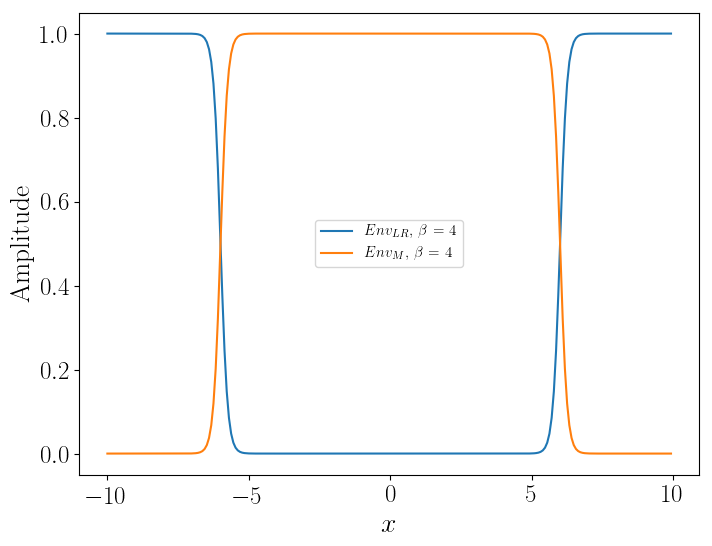 1.0
0.8
0.6
0.4
0.2
0.0
Amplitude
Env_{LR}, β = 4
Env_M, β = 4
−10
−5
0
5
10
x